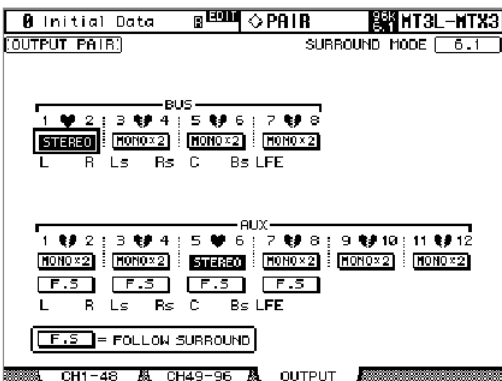 0 Initial Data EDIT ◇PAIR 96K 6.1 MT3L-MTX3
OUTPUT PAIR SURROUND MODE 6.1
BUS
1 ♥ 2 3 💔 4 5 💔 6 7 💔 8
STEREO MONO×2 MONO×2 MONO×2
L R Ls Rs C Bs LFE
AUX
1 💔 2 3 💔 4 5 ♥ 6 7 💔 8 9 💔 10 11 💔 12
MONO×2 MONO×2 STEREO MONO×2 MONO×2 MONO×2
F.S F.S F.S F.S
L R Ls Rs C Bs LFE
F.S = FOLLOW SURROUND
CH1-48 CH49-96 OUTPUT